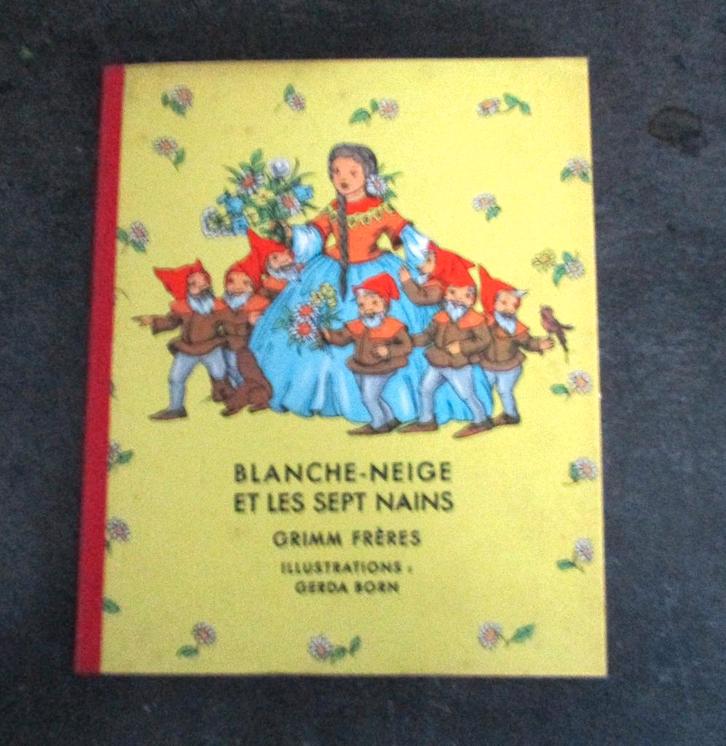 BLANCHE-NEIGE
ET LES SEPT NAINS
GRIMM FRÈRES
ILLUSTRATIONS :
GERDA BORN